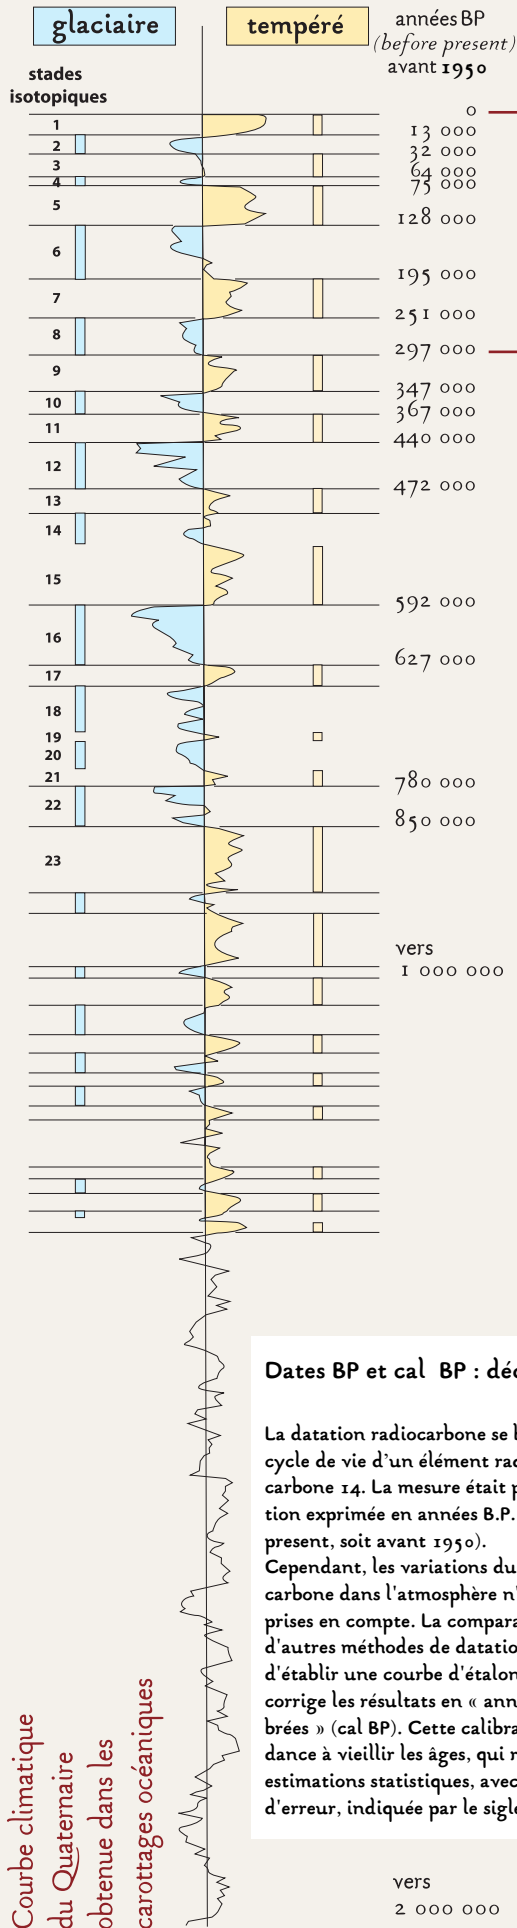 glaciaire
tempéré
années BP
(before present)
avant 1950
stades
isotopiques
0
1
13 000
2
32 000
3
64 000
4
75 000
5
128 000
6
195 000
7
251 000
8
297 000
9
347 000
10
367 000
11
440 000
12
472 000
13
14
15
592 000
16
627 000
17
18
19
20
21
780 000
22
850 000
23
vers
1 000 000
Dates BP et cal BP : déc
La datation radiocarbone se b
cycle de vie d'un élément rad
carbone 14. La mesure était p
tion exprimée en années B.P.
present, soit avant 1950).
Cependant, les variations du
carbone dans l'atmosphère n'
prises en compte. La compara
d'autres méthodes de datatio
d'établir une courbe d'étalon
corrige les résultats en « ann
brées » (cal BP). Cette calibra
dance à vieillir les âges, qui r
estimations statistiques, avec
d'erreur, indiquée par le sigle
Courbe climatique
du Quaternaire
obtenue dans les
carottages océaniques
vers
2 000 000